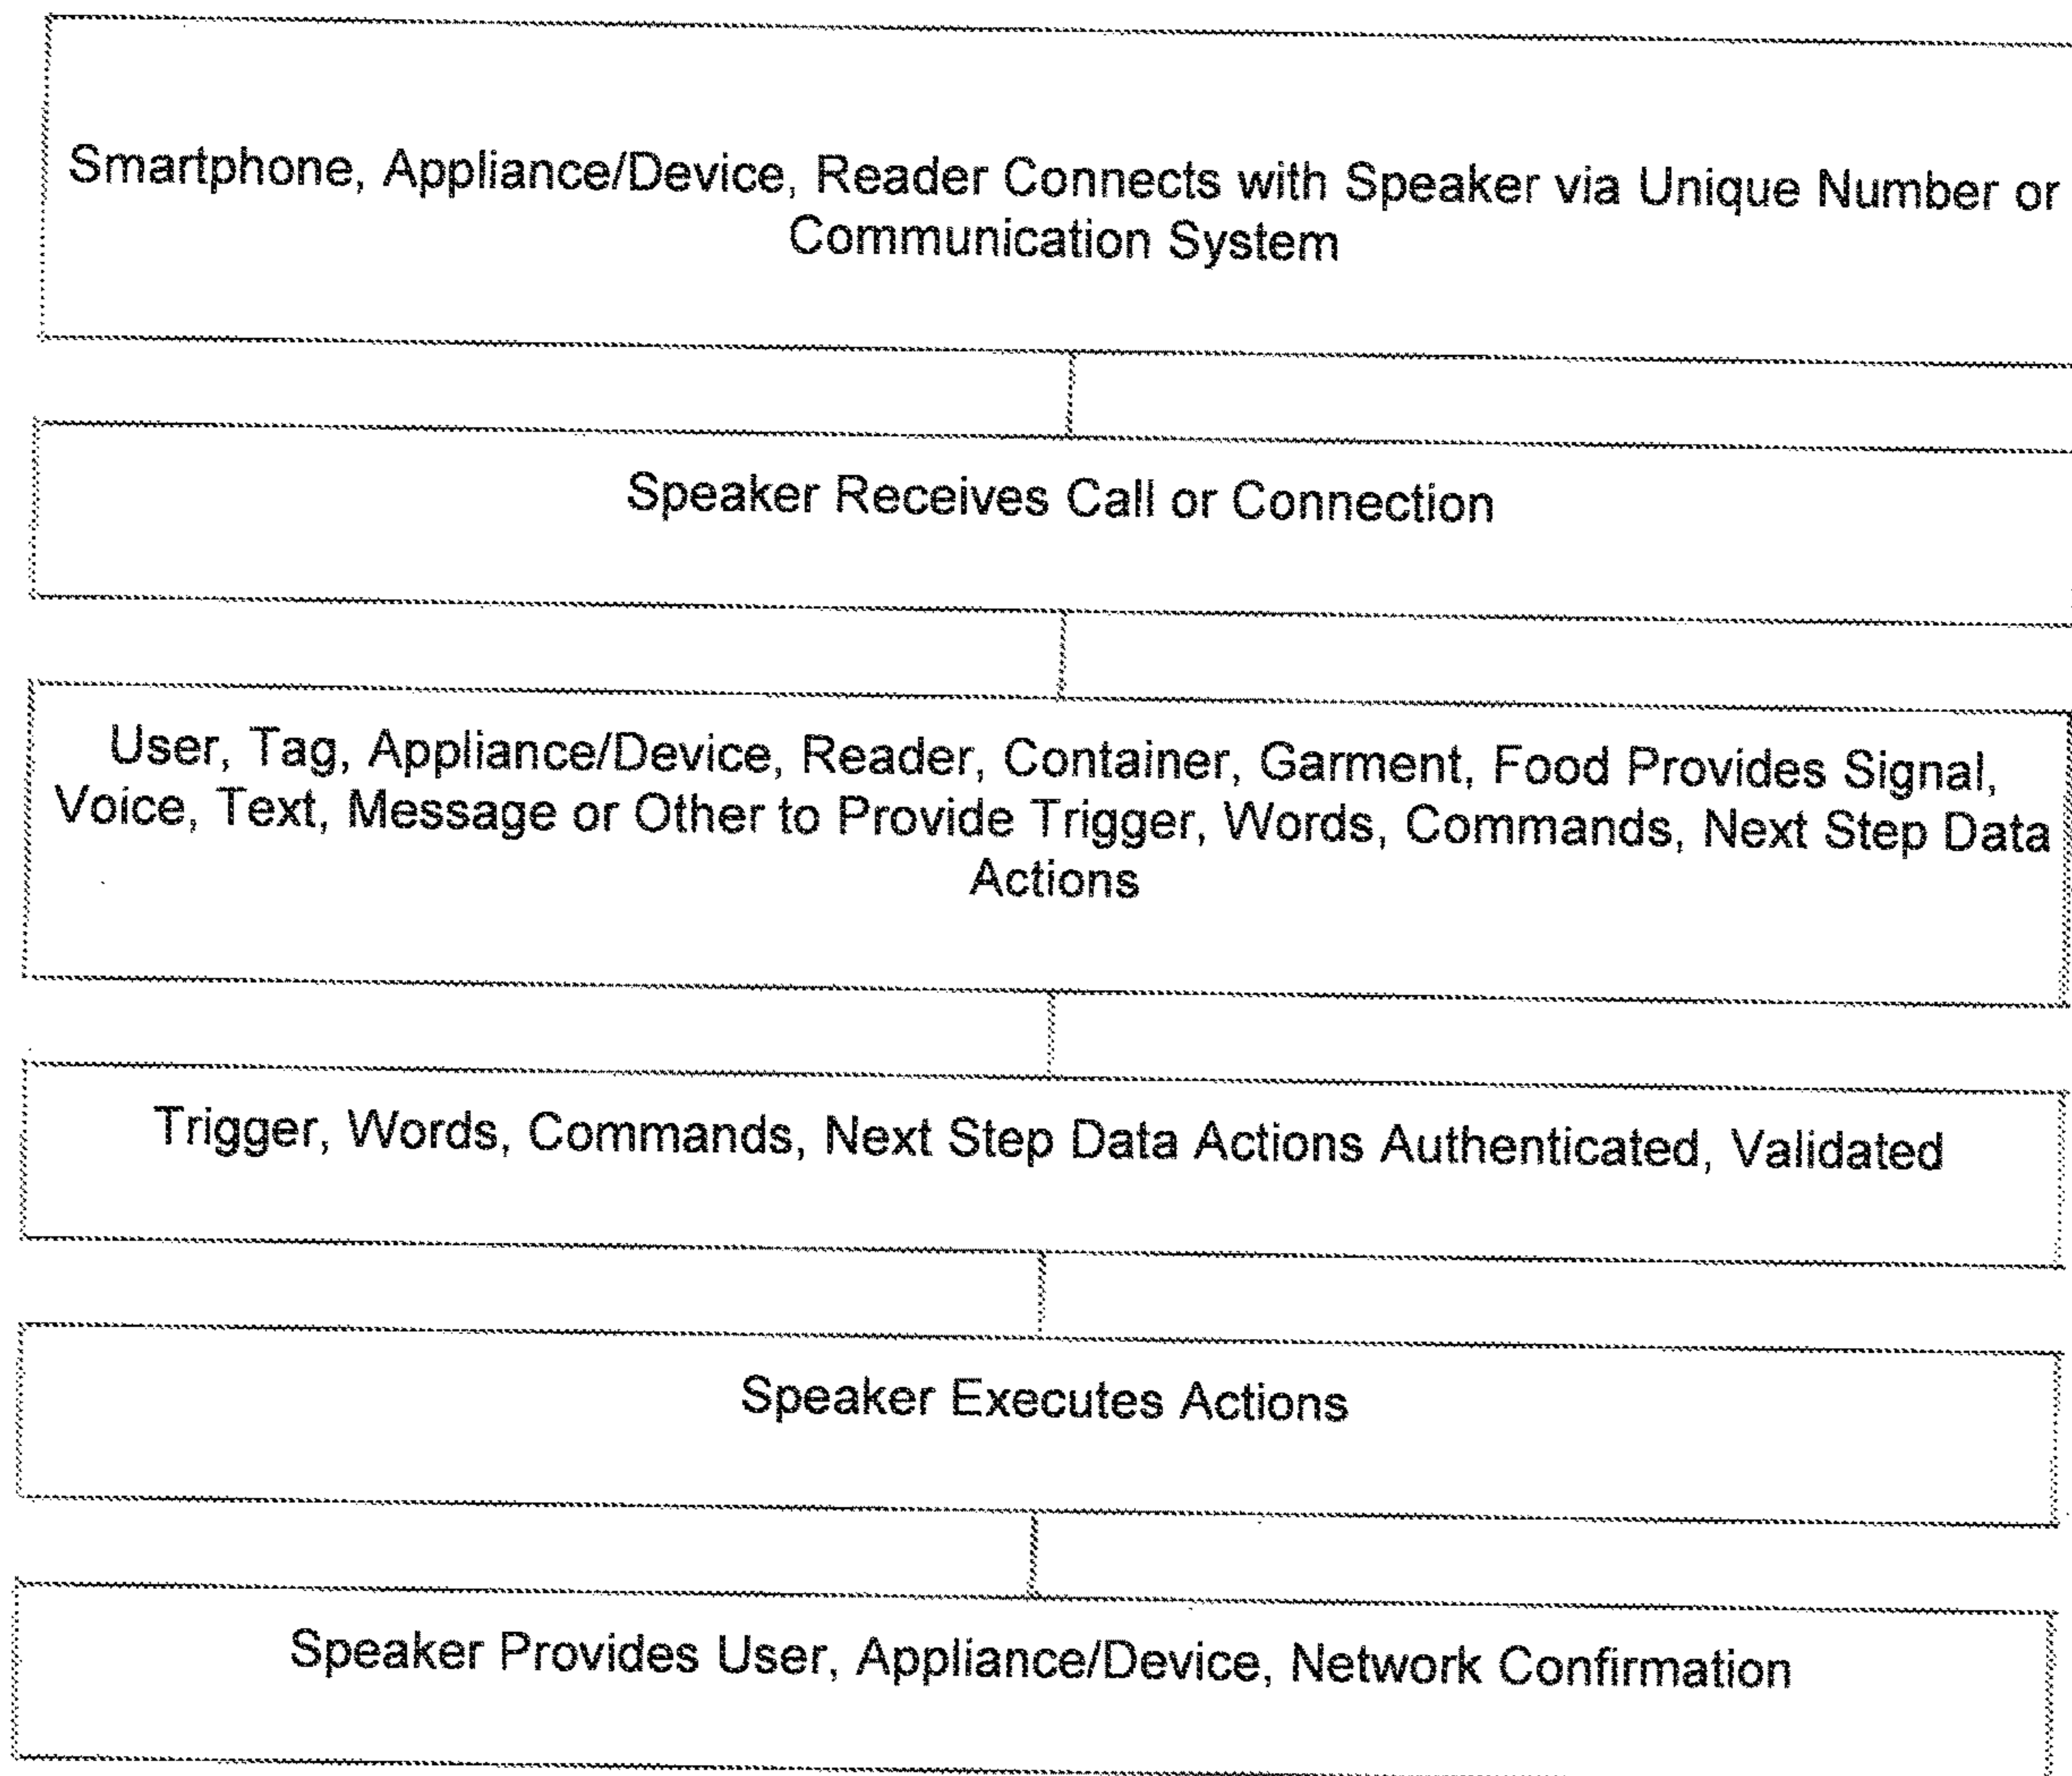 Smartphone, Appliance/Device, Reader Connects with Speaker via Unique Number or
Communication System
Speaker Receives Call or Connection
User, Tag, Appliance/Device, Reader, Container, Garment, Food Provides Signal,
Voice, Text, Message or Other to Provide Trigger, Words, Commands, Next Step Data
Actions
Trigger, Words, Commands, Next Step Data Actions Authenticated, Validated
Speaker Executes Actions
Speaker Provides User, Appliance/Device, Network Confirmation